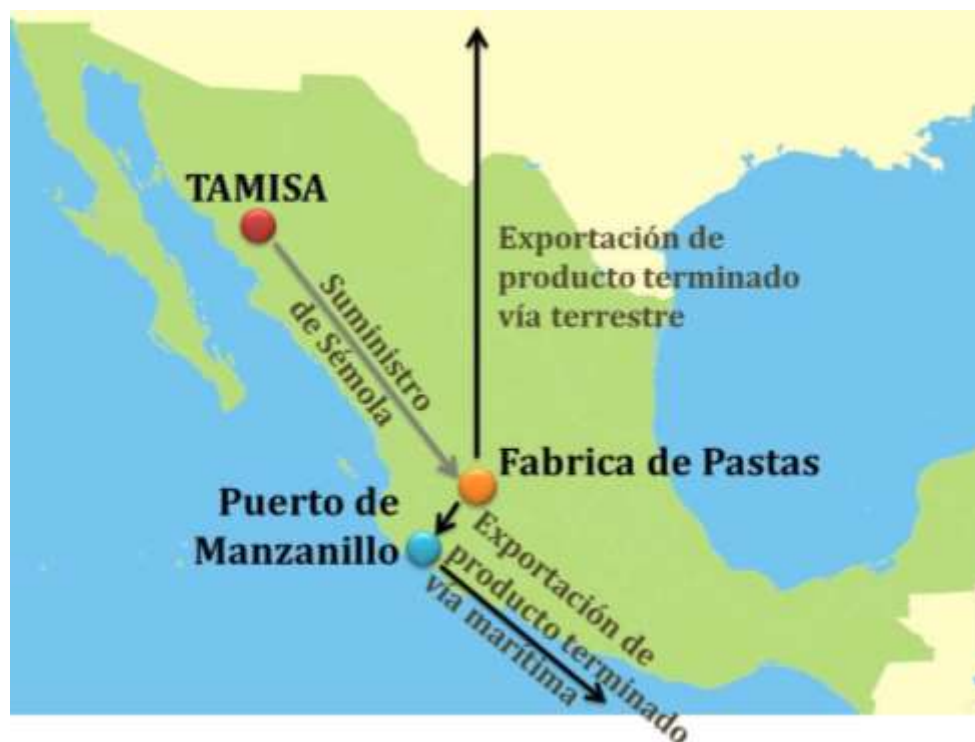 TAMISA
Exportación de
producto terminado
vía terrestre
Sumínistro
de Sémola
Fabrica de Pastas
Puerto de
Manzanillo
Exportación de
producto terminado
vía marítima